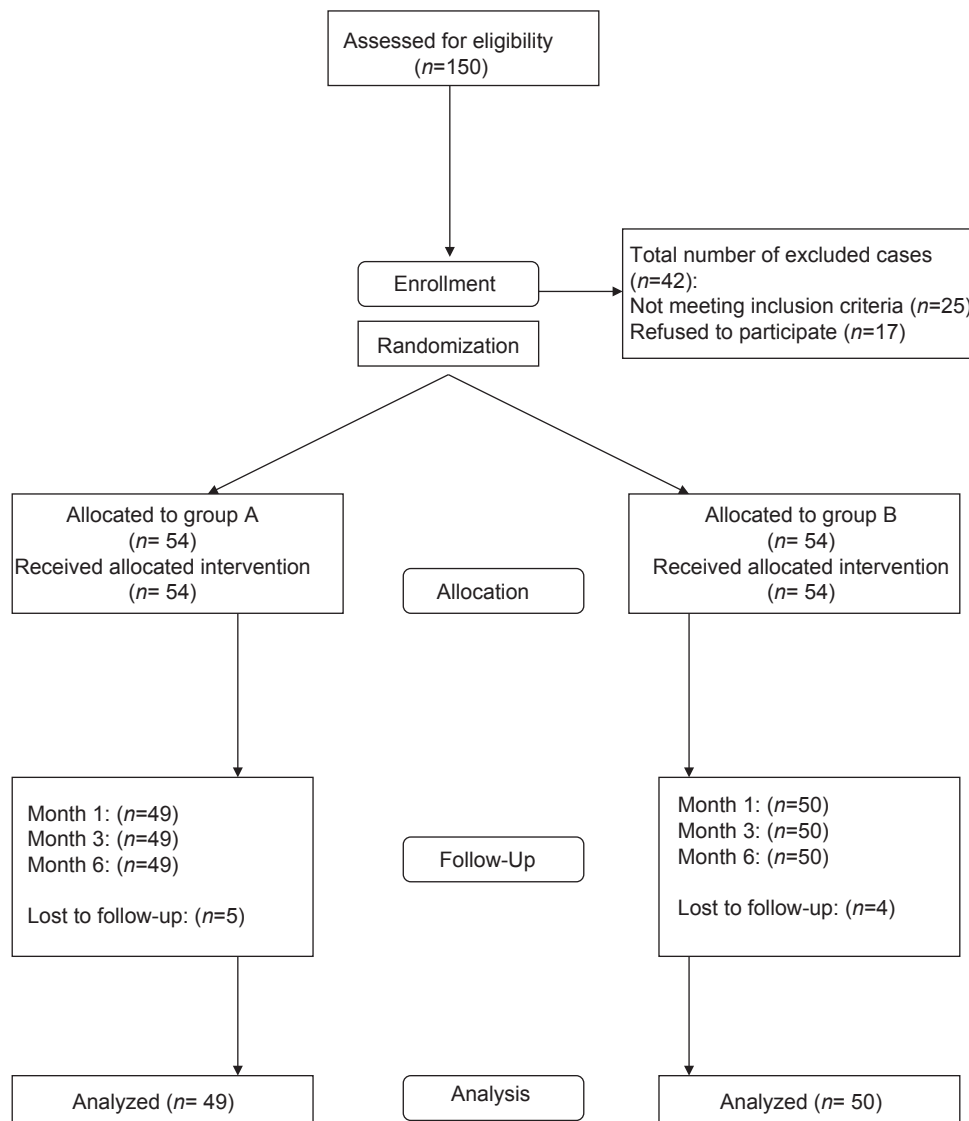 Assessed for eligibility
(n=150)
Enrollment
Total number of excluded cases
(n=42):
Not meeting inclusion criteria (n=25)
Refused to participate (n=17)
Randomization
Allocated to group A
(n= 54)
Received allocated intervention
(n= 54)
Allocation
Allocated to group B
(n= 54)
Received allocated intervention
(n= 54)
Month 1: (n=49)
Month 3: (n=49)
Month 6: (n=49)
Lost to follow-up: (n=5)
Follow-Up
Month 1: (n=50)
Month 3: (n=50)
Month 6: (n=50)
Lost to follow-up: (n=4)
Analyzed (n= 49)
Analysis
Analyzed (n= 50)